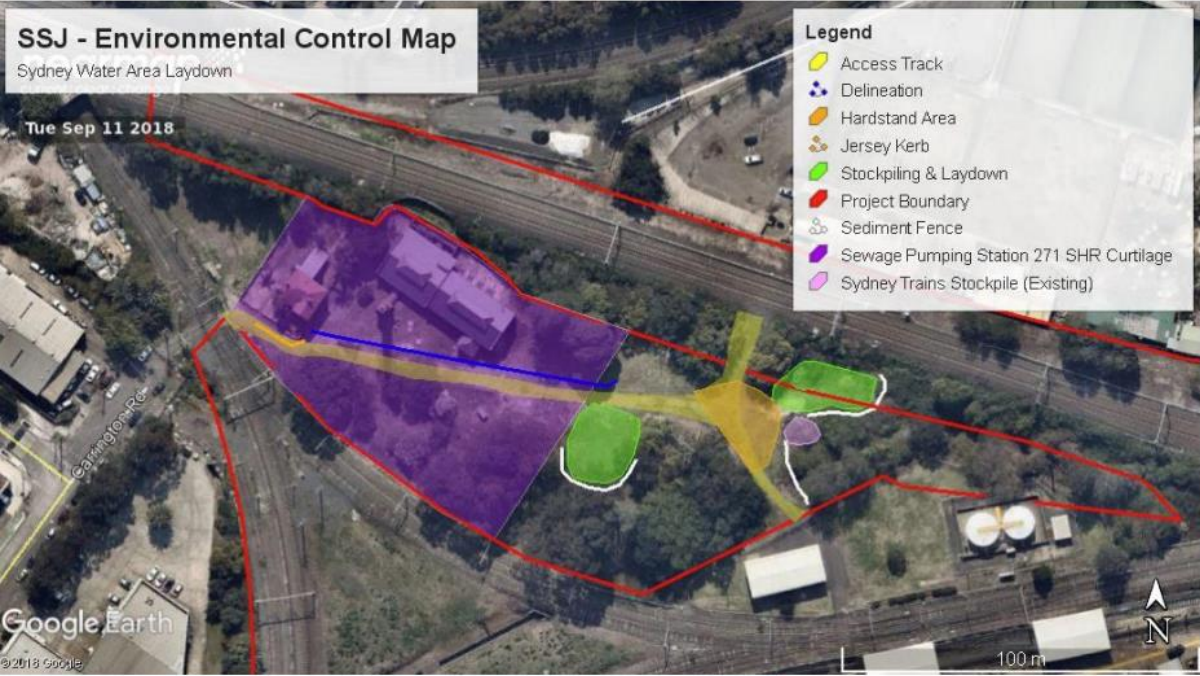 SSJ - Environmental Control Map
Sydney Water Area Laydown
Tue Sep 11 2018
Legend
Access Track
Delineation
Hardstand Area
Jersey Kerb
Stockpiling & Laydown
Project Boundary
Sediment Fence
Sewage Pumping Station 271 SHR Curtilage
Sydney Trains Stockpile (Existing)
Carrington Rd
Google Earth
©2018 Google
N
100 m